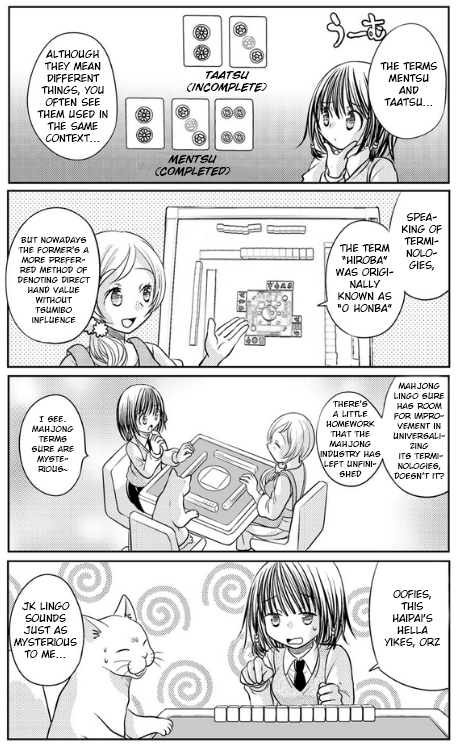 うーむ
THE TERMS
MENTSU
AND
TAATSU...
TAATSU
(INCOMPLETE)
MENTSU
(COMPLETED)
ALTHOUGH
THEY MEAN
DIFFERENT
THINGS, YOU
OFTEN SEE
THEM USED IN
THE SAME
CONTEXT...
SPEA-
KING OF
TERMI-
NOLO-
GIES,
THE TERM
"HIROBA"
WAS ORIGI-
NALLY
KNOWN AS
"O HONBA"
BUT NOWADAYS
THE FORMER'S A
MORE PREFER-
RED METHOD OF
DENOTING DIRECT
HAND VALUE
WITHOUT
TSUMIBO
INFLUENCE
MAHJONG
LINGO SURE
HAS ROOM
FOR IMPRO-
VEMENT IN
UNIVERSALI-
ZING
ITS TERMI-
NOLOGIES,
DOESN'T IT?
THERE'S
A LITTLE
HOMEWORK
THAT THE
MAHJONG
INDUSTRY HAS
LEFT UNFINI-
SHED
I SEE.
MAHJONG
TERMS
SURE ARE
MYSTE-
RIOUS~
OOFIES,
THIS
HAIPAI'S
HELLA
YIKES, ORZ
JK LINGO
SOUNDS
JUST AS
MYSTERIOUS
TO ME...